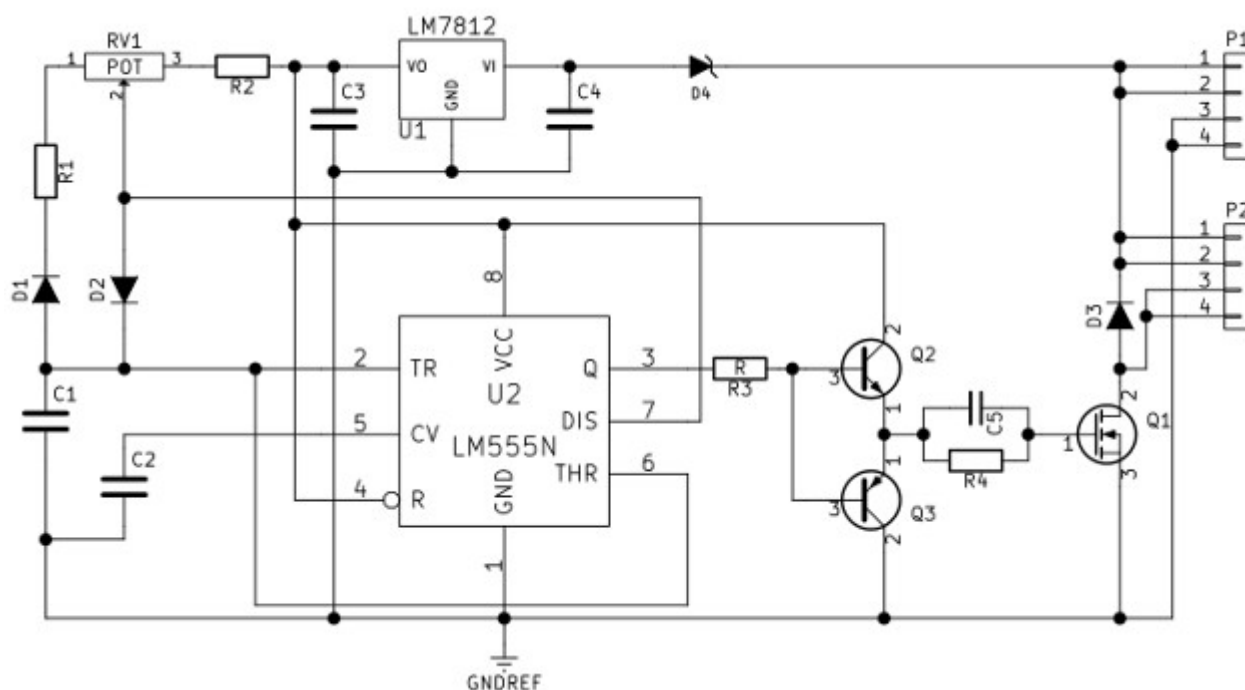 LM7812
P1
RV1
1 POT 3
2
R2
VO VI
GND
U1
C3
C4
D4
1
2
3
4
R1
D1
D2
P2
1
2
3
4
8
VCC
2 TR
Q 3
U2
R
R3
DIS 7
5 CV
LM555N
THR 6
4 R
GND
1
C1
C2
2
Q2
3
1
C5
R4
1
3
Q3
2
D3
2
Q1
1
3
GNDREF